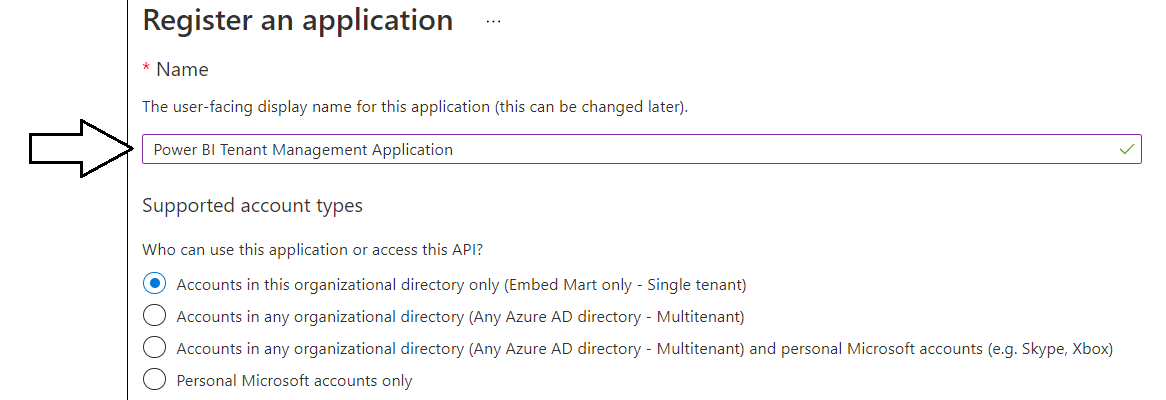 Register an application ...
* Name
The user-facing display name for this application (this can be changed later).
Power BI Tenant Management Application
Supported account types
Who can use this application or access this API?
Accounts in this organizational directory only (Embed Mart only - Single tenant)
Accounts in any organizational directory (Any Azure AD directory - Multitenant)
Accounts in any organizational directory (Any Azure AD directory - Multitenant) and personal Microsoft accounts (e.g. Skype, Xbox)
Personal Microsoft accounts only